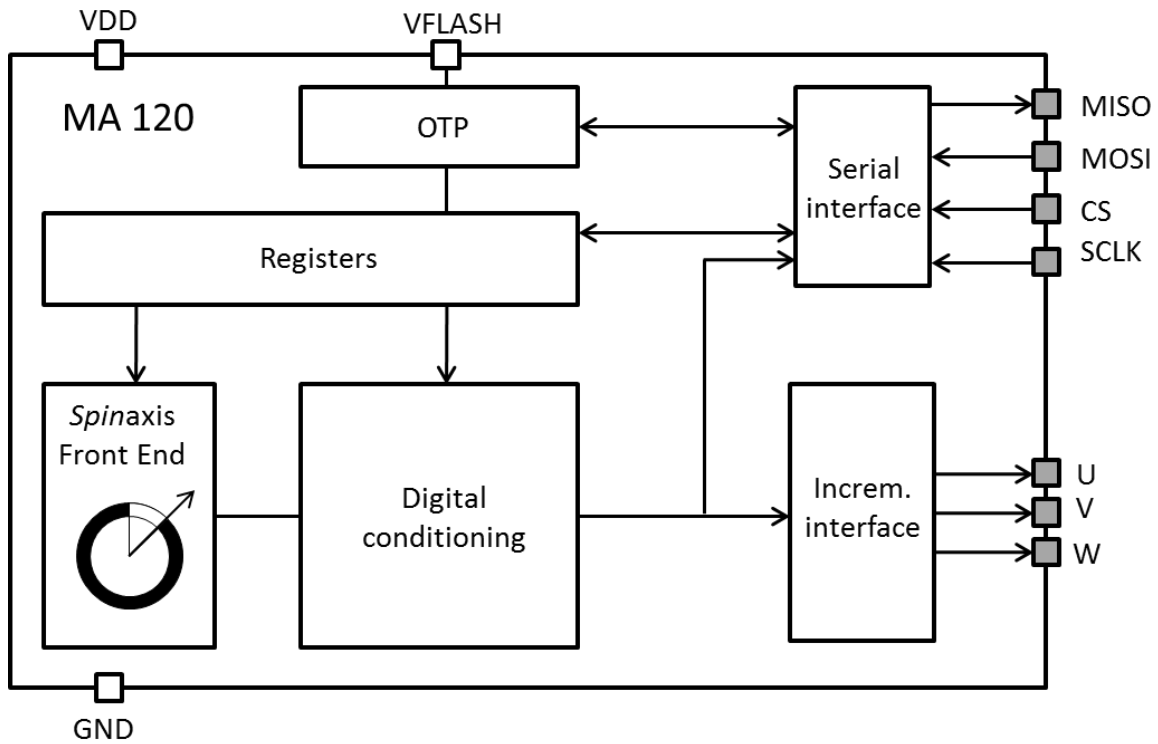 VDD
VFLASH
MA 120
OTP
MISO
MOSI
CS
SCLK
Serial
interface
Registers
Spinaxis
Front End
Digital
conditioning
Increm.
interface
U
V
W
GND